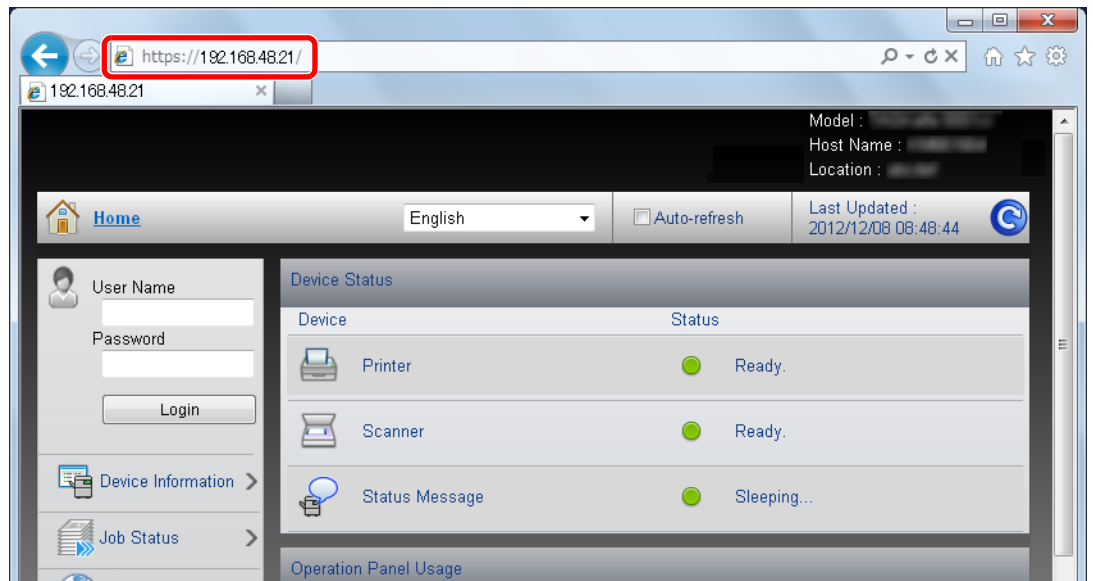 https://192.168.48.21/
192.168.48.21
Model :
Host Name :
Location :
Home
English
Auto-refresh
Last Updated :
2012/12/08 08:48:44
User Name
Password
Login
Device Information
Job Status
Device Status
Device Status
Printer Ready.
Scanner Ready.
Status Message Sleeping...
Operation Panel Usage